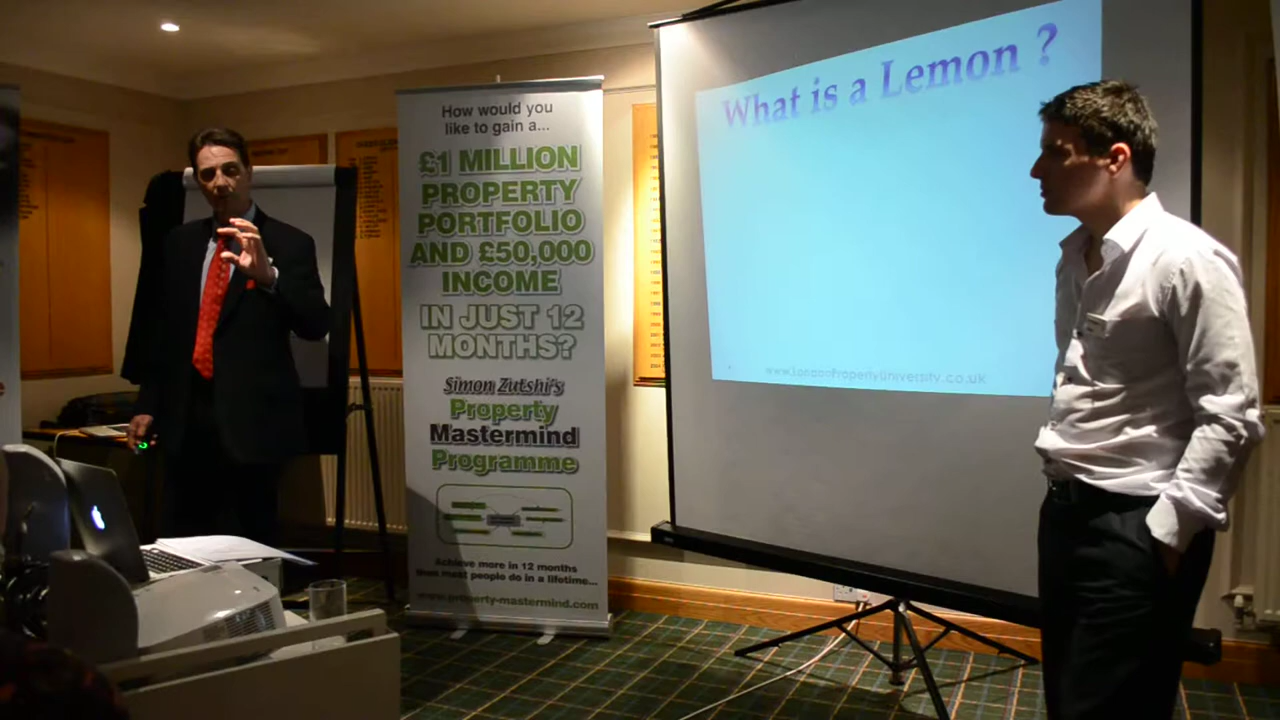 How would you
like to gain a...
£1 MILLION
PROPERTY
PORTFOLIO
AND £50,000
INCOME
IN JUST 12
MONTHS?
Simon Zutshi's
Property
Mastermind
Programme
Achieve more in 12 months
than most people do in a lifetime...
www.property-mastermind.com
What is a Lemon ?
www.LondonPropertyUniversity.co.uk